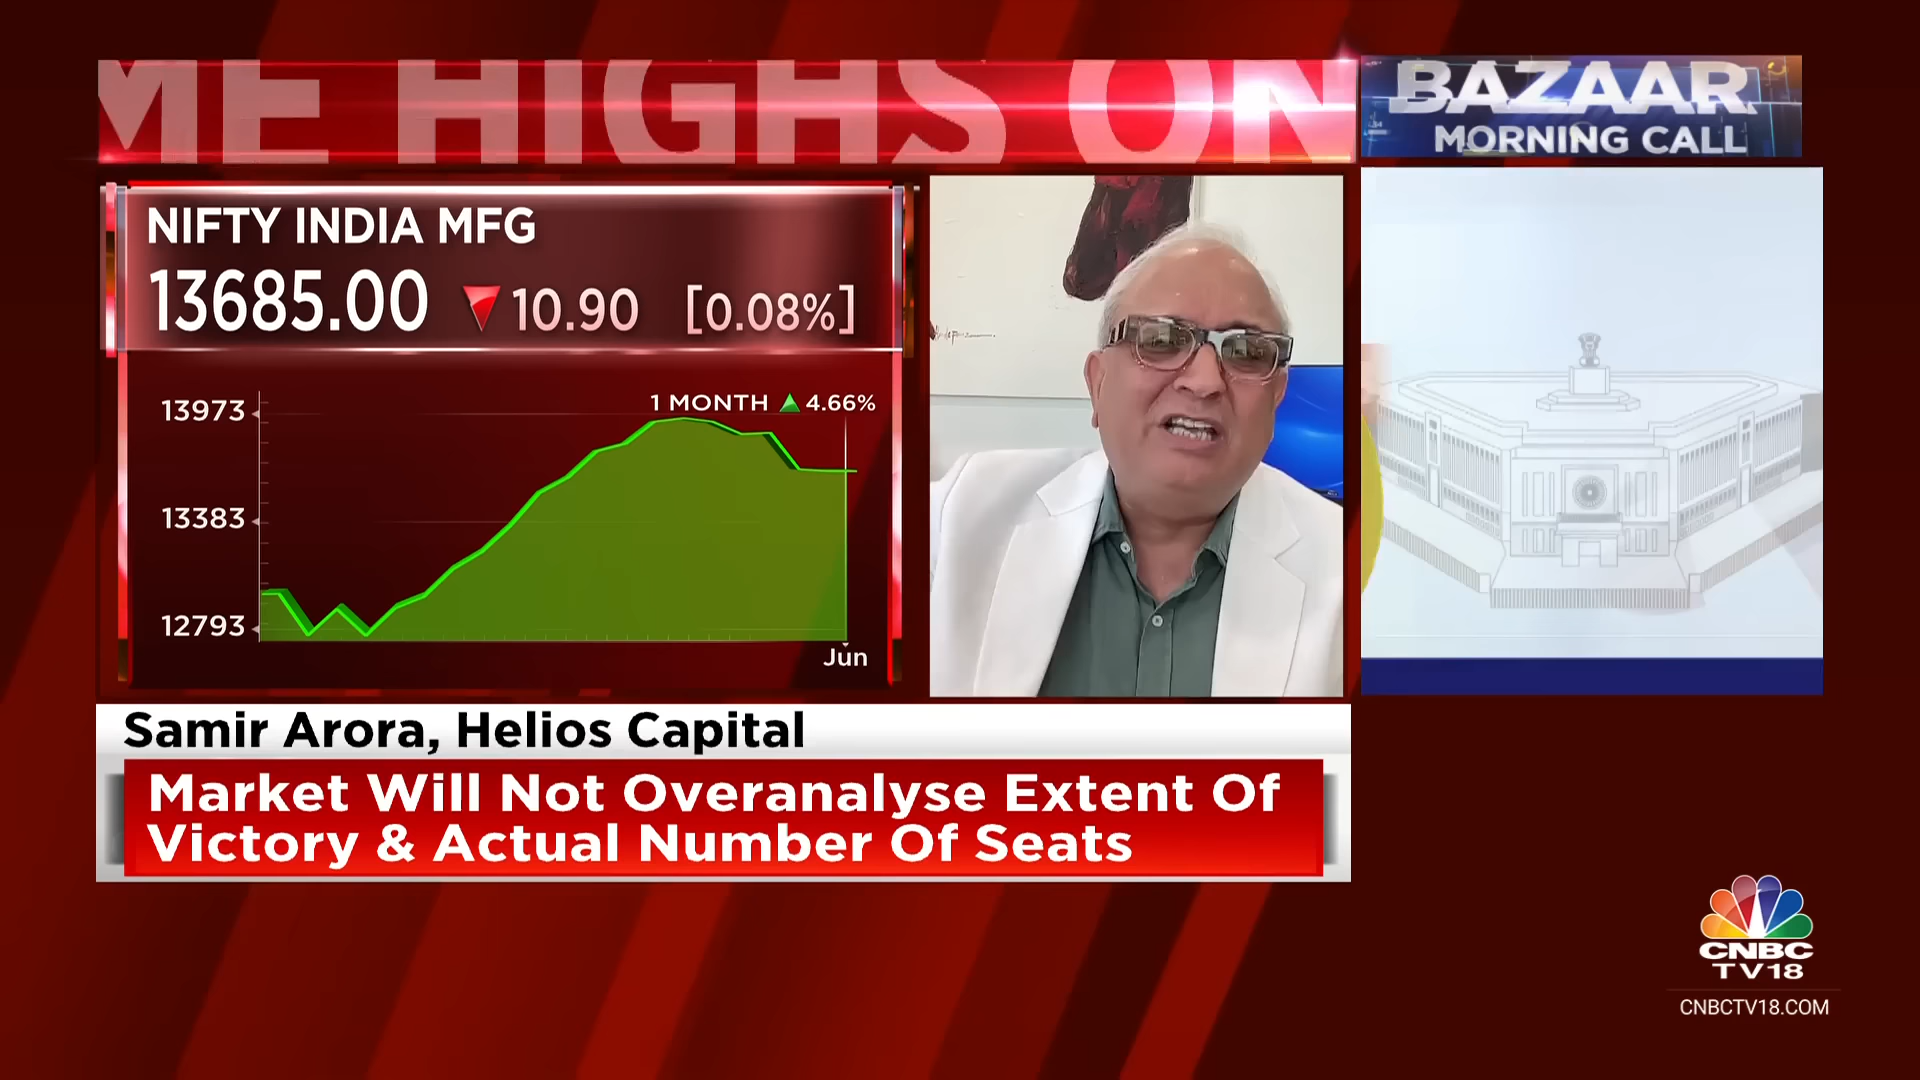 ME HIGHS ON
BAZAAR
MORNING CALL
NIFTY INDIA MFG
13685.00 ▼ 10.90 [0.08%]
1 MONTH ▲ 4.66%
13973
13383
12793
Jun
Samir Arora, Helios Capital
Market Will Not Overanalyse Extent Of
Victory & Actual Number Of Seats
CNBC
TV18
CNBCTV18.COM